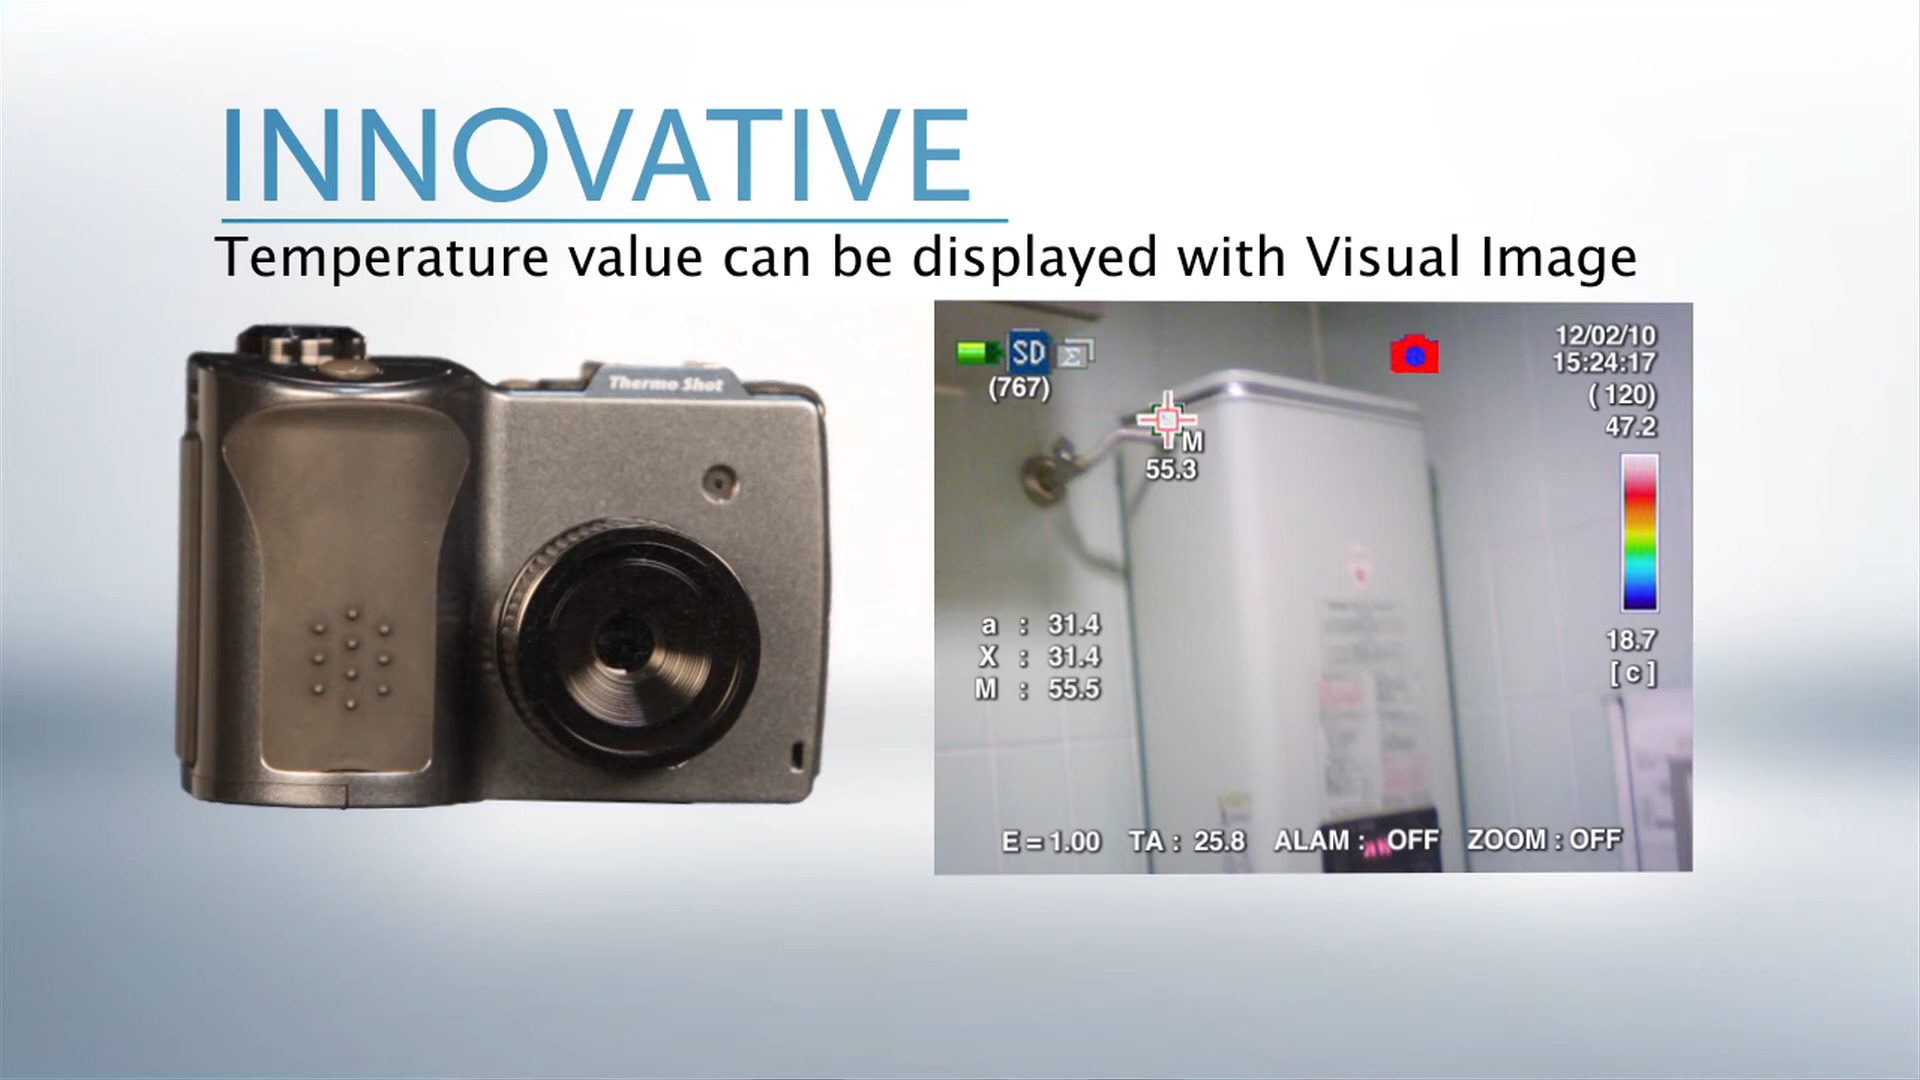 INNOVATIVE
Temperature value can be displayed with Visual Image
Thermo Shot
SD
(767)
12/02/10
15:24:17
(120)
47.2
M
55.3
a : 31.4
X : 31.4
M : 55.5
18.7
[c]
E=1.00 TA: 25.8 ALAM: OFF ZOOM:OFF